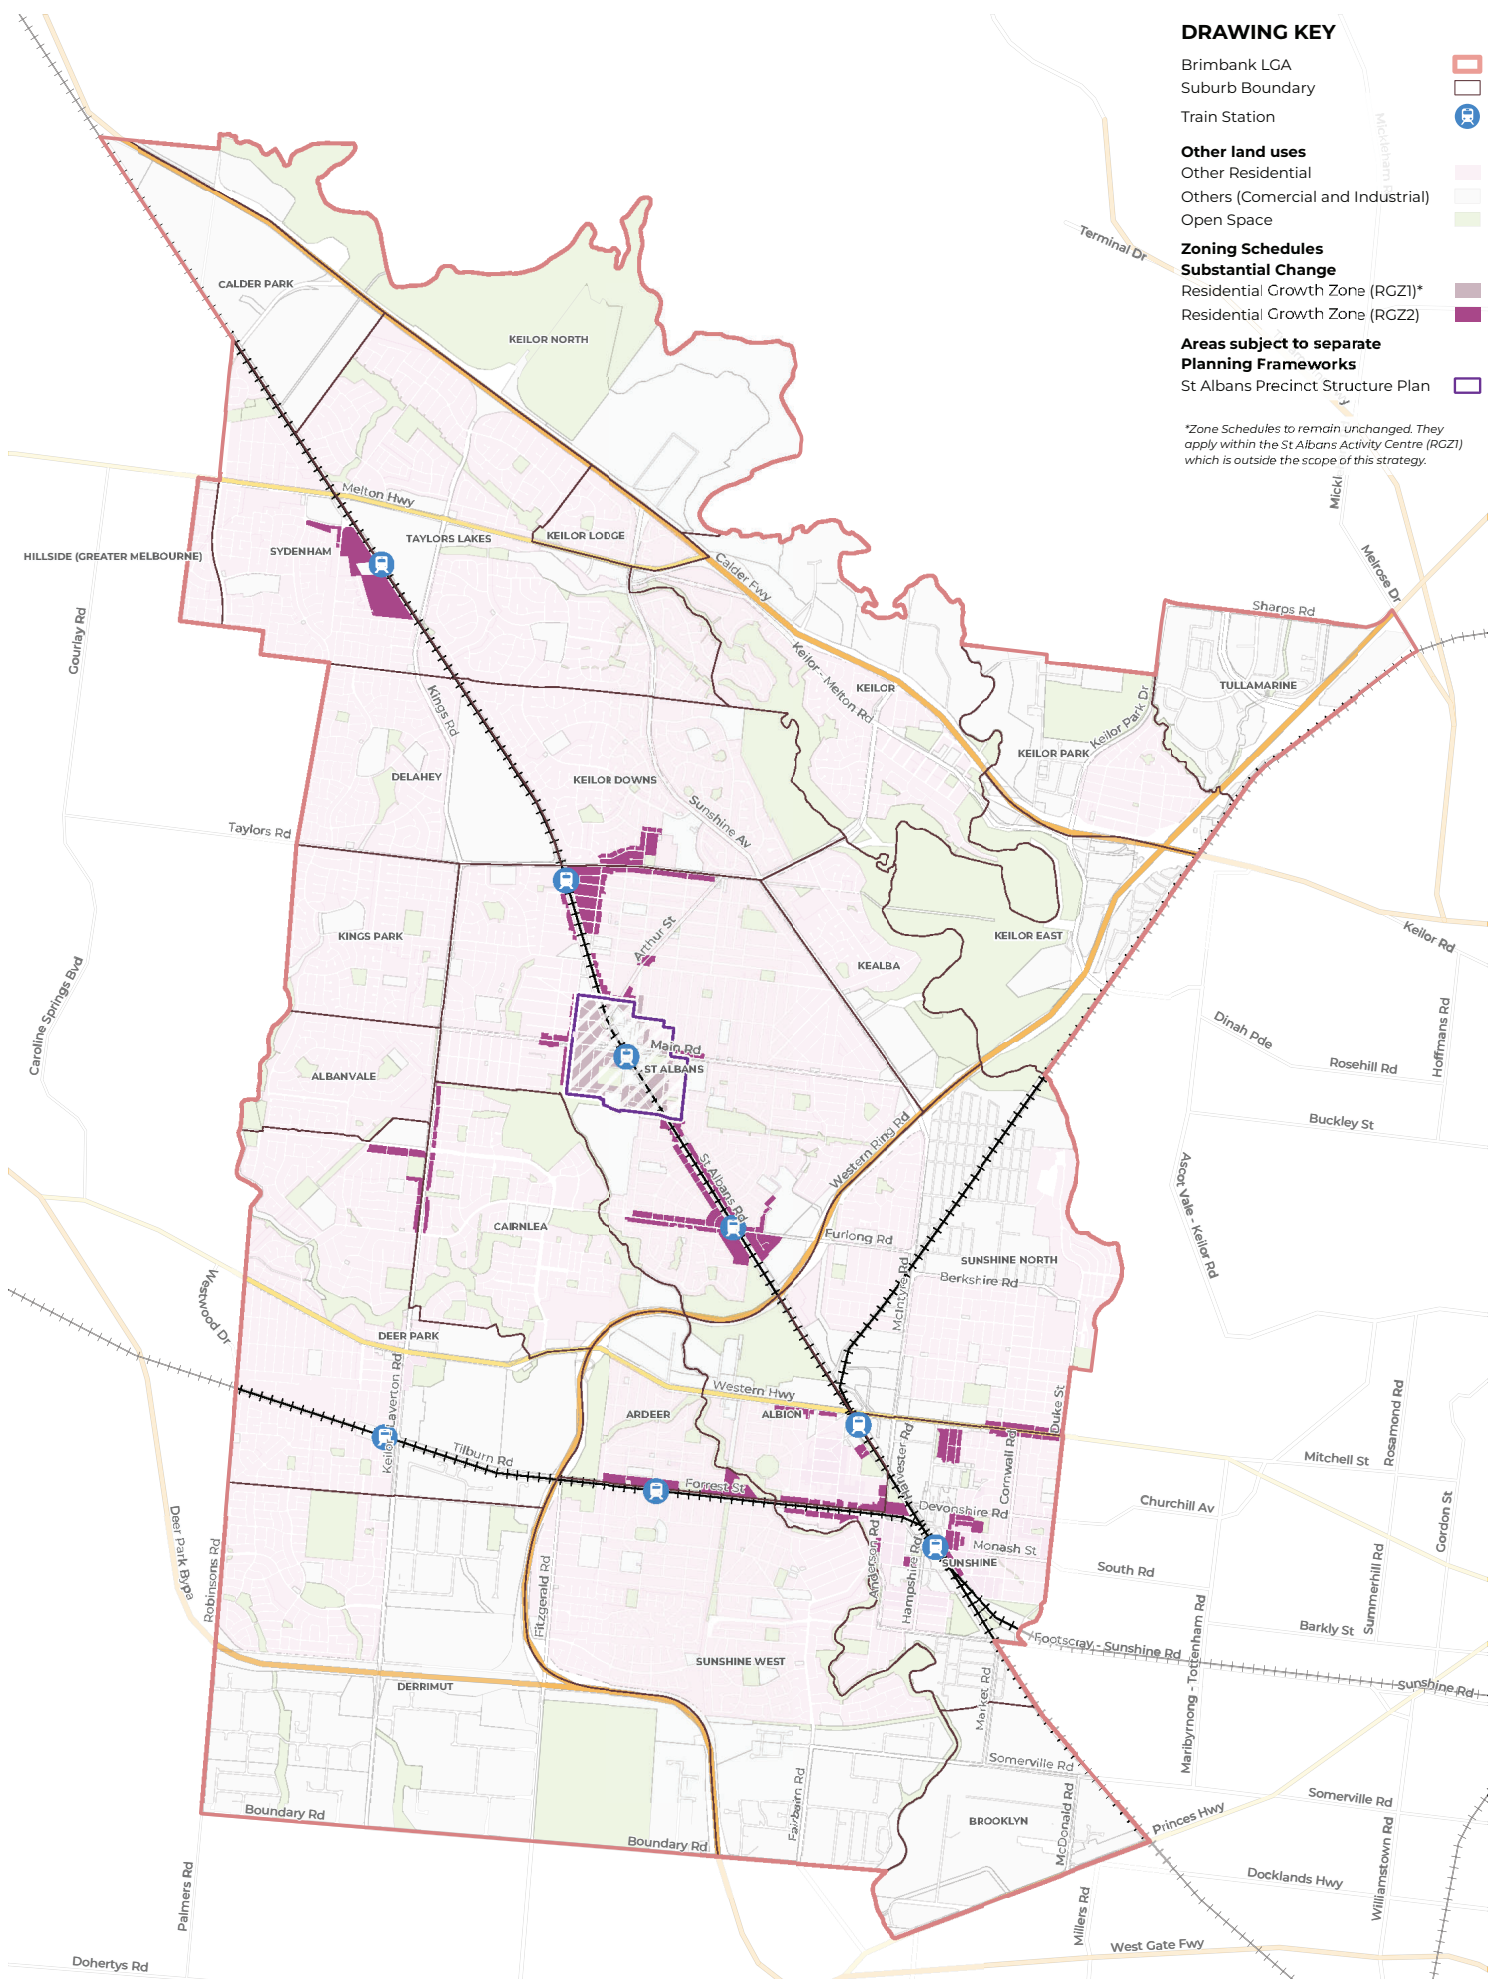 DRAWING KEY
Brimbank LGA
Suburb Boundary
Train Station
Other land uses
Other Residential
Others (Comercial and Industrial)
Open Space
Zoning Schedules
Substantial Change
Residential Growth Zone (RGZ1)*
Residential Growth Zone (RGZ2)
Areas subject to separate
Planning Frameworks
St Albans Precinct Structure Plan
*Zone Schedules to remain unchanged. They
apply within the St Albans Activity Centre (RGZ1)
which is outside the scope of this strategy.
Terminal Dr
Mickl
Melrose Dr
CALDER PARK
KEILOR NORTH
Melton Hwy
TAYLORS LAKES
KEILOR LODGE
SYDENHAM
HILLSIDE (GREATER MELBOURNE)
Calder Fwy
Sharps Rd
Gourlay Rd
Keilor - Melton Rd
KEILOR
TULLAMARINE
Keilor Park Dr
KEILOR PARK
Kings Rd
DELAHEY
KEILOR DOWNS
Sunshine Av
Taylors Rd
KINGS PARK
Arthur St
KEILOR EAST
KEALBA
Keilor Rd
Caroline Springs Bvd
Dinah Pde
Hoffmans Rd
Main Rd
ST ALBANS
ALBANVALE
Rosehill Rd
Buckley St
Western Ring Rd
St Albans Rd
Ascot Vale - Keilor Rd
CAIRNLEA
Furlong Rd
SUNSHINE NORTH
Berkshire Rd
McIntyre Rd
Westwood Dr
DEER PARK
Keilor - Laverton Rd
Western Hwy
ARDEER
ALBION
Duke St
Rosamond Rd
Tilburn Rd
Harvester Rd
Cornwall Rd
Mitchell St
Forrest St
Devonshire Rd
Churchill Av
Gordon St
Deer Park Bypa
Robinsons Rd
Fitzgerald Rd
Anderson Rd
Hampshire Rd
Monash St
SUNSHINE
South Rd
Summerhill Rd
Barkly St
Footscray - Sunshine Rd
Maribyrnong - Tottenham Rd
Sunshine Rd
SUNSHINE WEST
DERRIMUT
Market Rd
Somerville Rd
Somerville Rd
Boundary Rd
Boundary Rd
Fairbairn Rd
BROOKLYN
McDonald Rd
Princes Hwy
Williamstown Rd
Docklands Hwy
Palmers Rd
Millers Rd
West Gate Fwy
Dohertys Rd